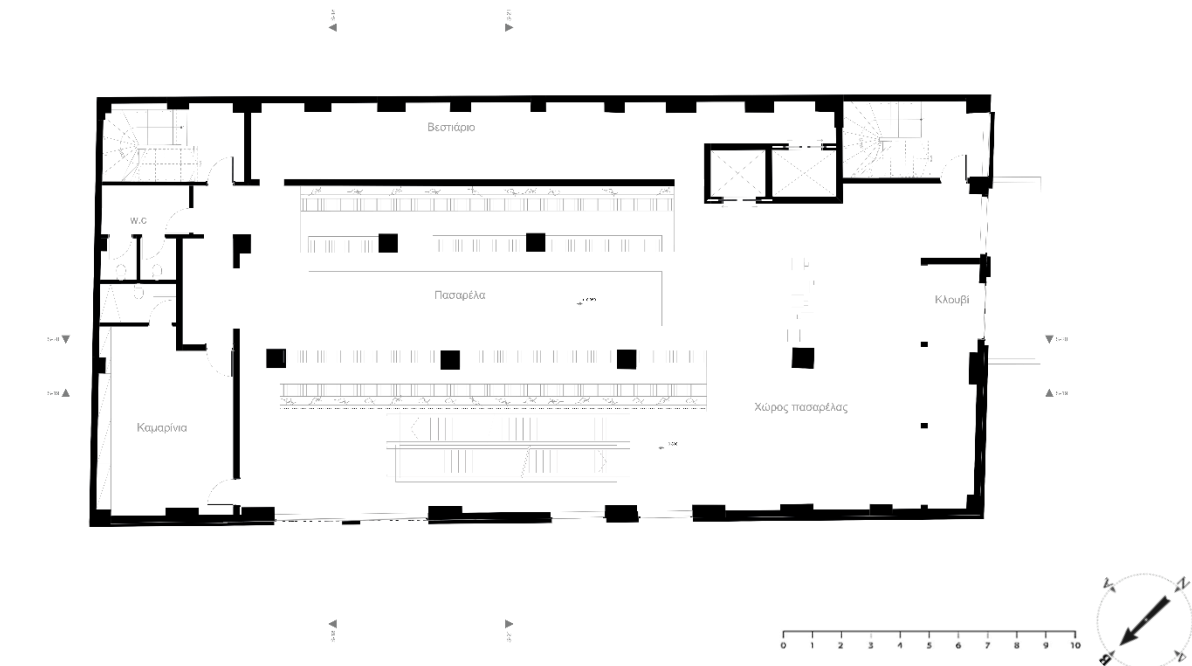 Βεστιάριο
W.C
Πασαρέλα
Κλουβί
Χώρος πασαρέλας
Καμαρίνια
Ν
Β
0 1 2 3 4 5 6 7 8 9 10